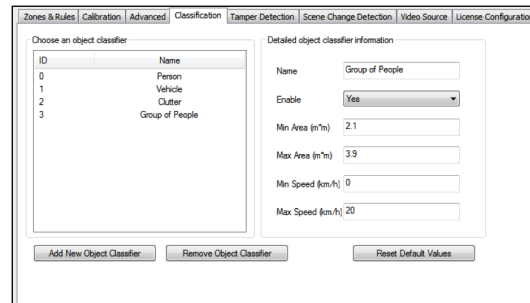 Zones & Rules Calibration Advanced Classification Tamper Detection Scene Change Detection Video Source License Configuratio
Choose an object classifier
ID Name
0 Person
1 Vehicle
2 Clutter
3 Group of People
Detailed object classifier information
Name Group of People
Enable Yes
Min Area (m*m) 2.1
Max Area (m*m) 3.9
Min Speed (km/h) 0
Max Speed (km/h) 20
Add New Object Classifier Remove Object Classifier Reset Default Values